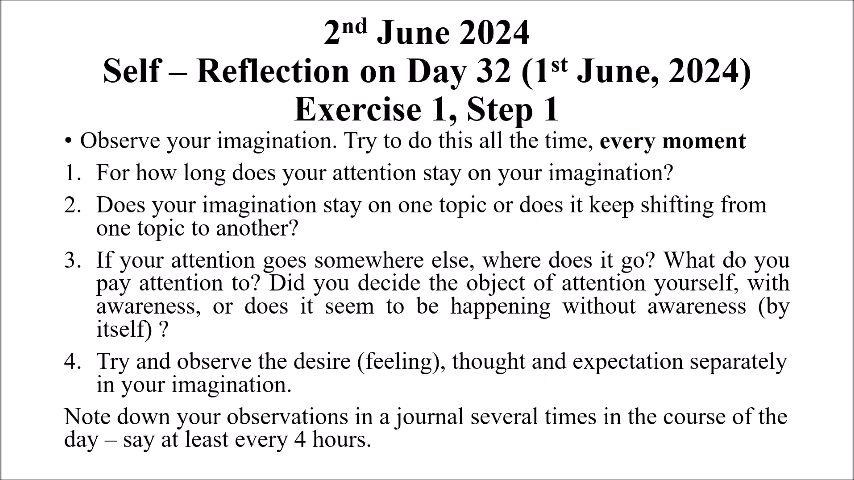 2nd June 2024
Self – Reflection on Day 32 (1st June, 2024)
Exercise 1, Step 1
• Observe your imagination. Try to do this all the time, every moment
1. For how long does your attention stay on your imagination?
2. Does your imagination stay on one topic or does it keep shifting from
one topic to another?
3. If your attention goes somewhere else, where does it go? What do you
pay attention to? Did you decide the object of attention yourself, with
awareness, or does it seem to be happening without awareness (by
itself) ?
4. Try and observe the desire (feeling), thought and expectation separately
in your imagination.
Note down your observations in a journal several times in the course of the
day – say at least every 4 hours.